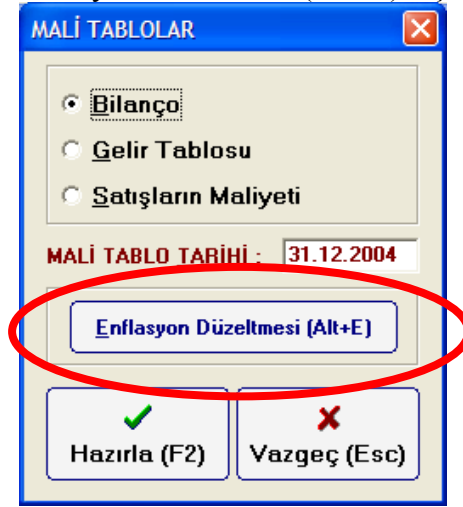 MALİ TABLOLAR
Bilanço
Gelir Tablosu
Satışların Maliyeti
MALİ TABLO TARİHİ : 31.12.2004
Enflasyon Düzeltmesi (Alt+E)
Hazırla (F2) Vazgeç (Esc)